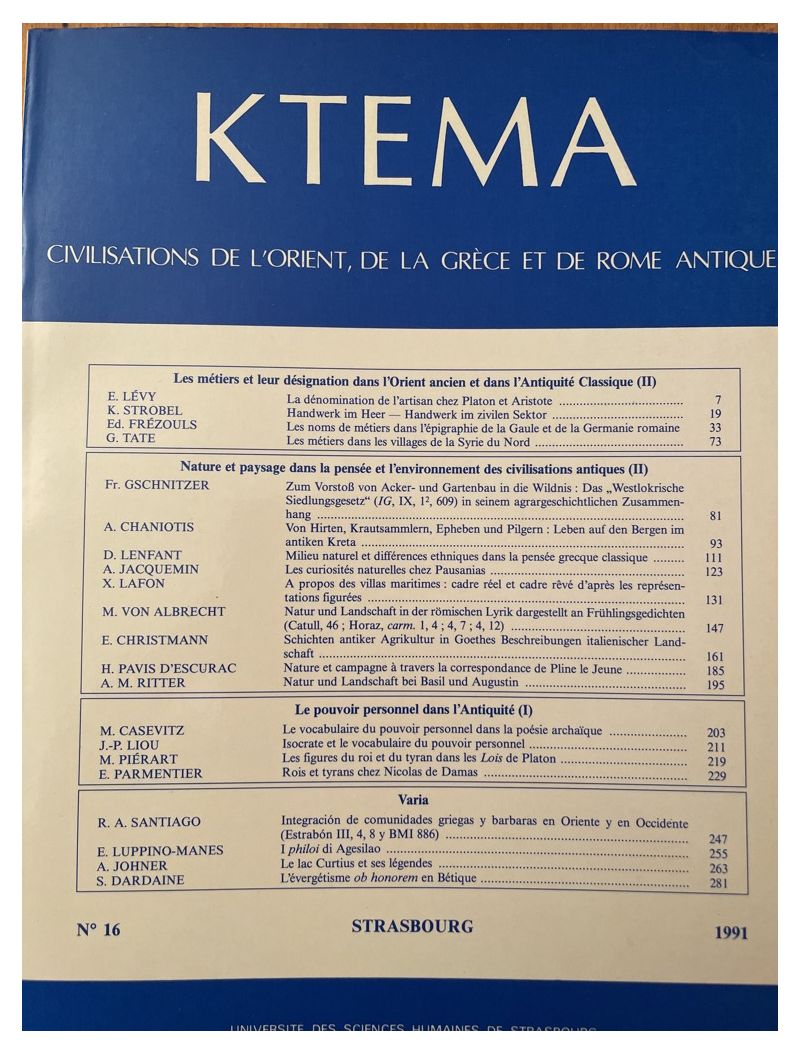 KTEMA
CIVILISATIONS DE L'ORIENT, DE LA GRÈCE ET DE ROME ANTIQUE
Les métiers et leur désignation dans l'Orient ancien et dans l'Antiquité Classique (II)
E. LÉVY La dénomination de l'artisan chez Platon et Aristote 7
K. STROBEL Handwerk im Heer — Handwerk im zivilen Sektor 19
Ed. FRÉZOULS Les noms de métiers dans l'épigraphie de la Gaule et de la Germanie romaine 33
G. TATE Les métiers dans les villages de la Syrie du Nord 73
Nature et paysage dans la pensée et l'environnement des civilisations antiques (II)
Fr. GSCHNITZER Zum Vorstoß von Acker- und Gartenbau in die Wildnis : Das „Westlokrische
Siedlungsgesetz“ (IG, IX, 1², 609) in seinem agrargeschichtlichen Zusammen-
hang 81
A. CHANIOTIS Von Hirten, Krautsammlern, Epheben und Pilgern : Leben auf den Bergen im
antiken Kreta 93
D. LENFANT Milieu naturel et différences ethniques dans la pensée grecque classique 111
A. JACQUEMIN Les curiosités naturelles chez Pausanias 123
X. LAFON A propos des villas maritimes : cadre réel et cadre rêvé d'après les représen-
tations figurées 131
M. VON ALBRECHT Natur und Landschaft in der römischen Lyrik dargestellt an Frühlingsgedichten
(Catull, 46 ; Horaz, carm. 1, 4 ; 4, 7 ; 4, 12) 147
E. CHRISTMANN Schichten antiker Agrikultur in Goethes Beschreibungen italienischer Land-
schaft 161
H. PAVIS D'ESCURAC Nature et campagne à travers la correspondance de Pline le Jeune 185
A. M. RITTER Natur und Landschaft bei Basil und Augustin 195
Le pouvoir personnel dans l'Antiquité (I)
M. CASEVITZ Le vocabulaire du pouvoir personnel dans la poésie archaïque 203
J.-P. LIOU Isocrate et le vocabulaire du pouvoir personnel 211
M. PIÉRART Les figures du roi et du tyran dans les Lois de Platon 219
E. PARMENTIER Rois et tyrans chez Nicolas de Damas 229
Varia
R. A. SANTIAGO Integración de comunidades griegas y barbaras en Oriente y en Occidente
(Estrabón III, 4, 8 y BMI 886) 247
E. LUPPINO-MANES I philoi di Agesilao 255
A. JOHNER Le lac Curtius et ses légendes 263
S. DARDAINE L'évergétisme ob honorem en Bétique 281
N° 16 STRASBOURG 1991
UNIVERSITÉ DES SCIENCES HUMAINES DE STRASBOURG